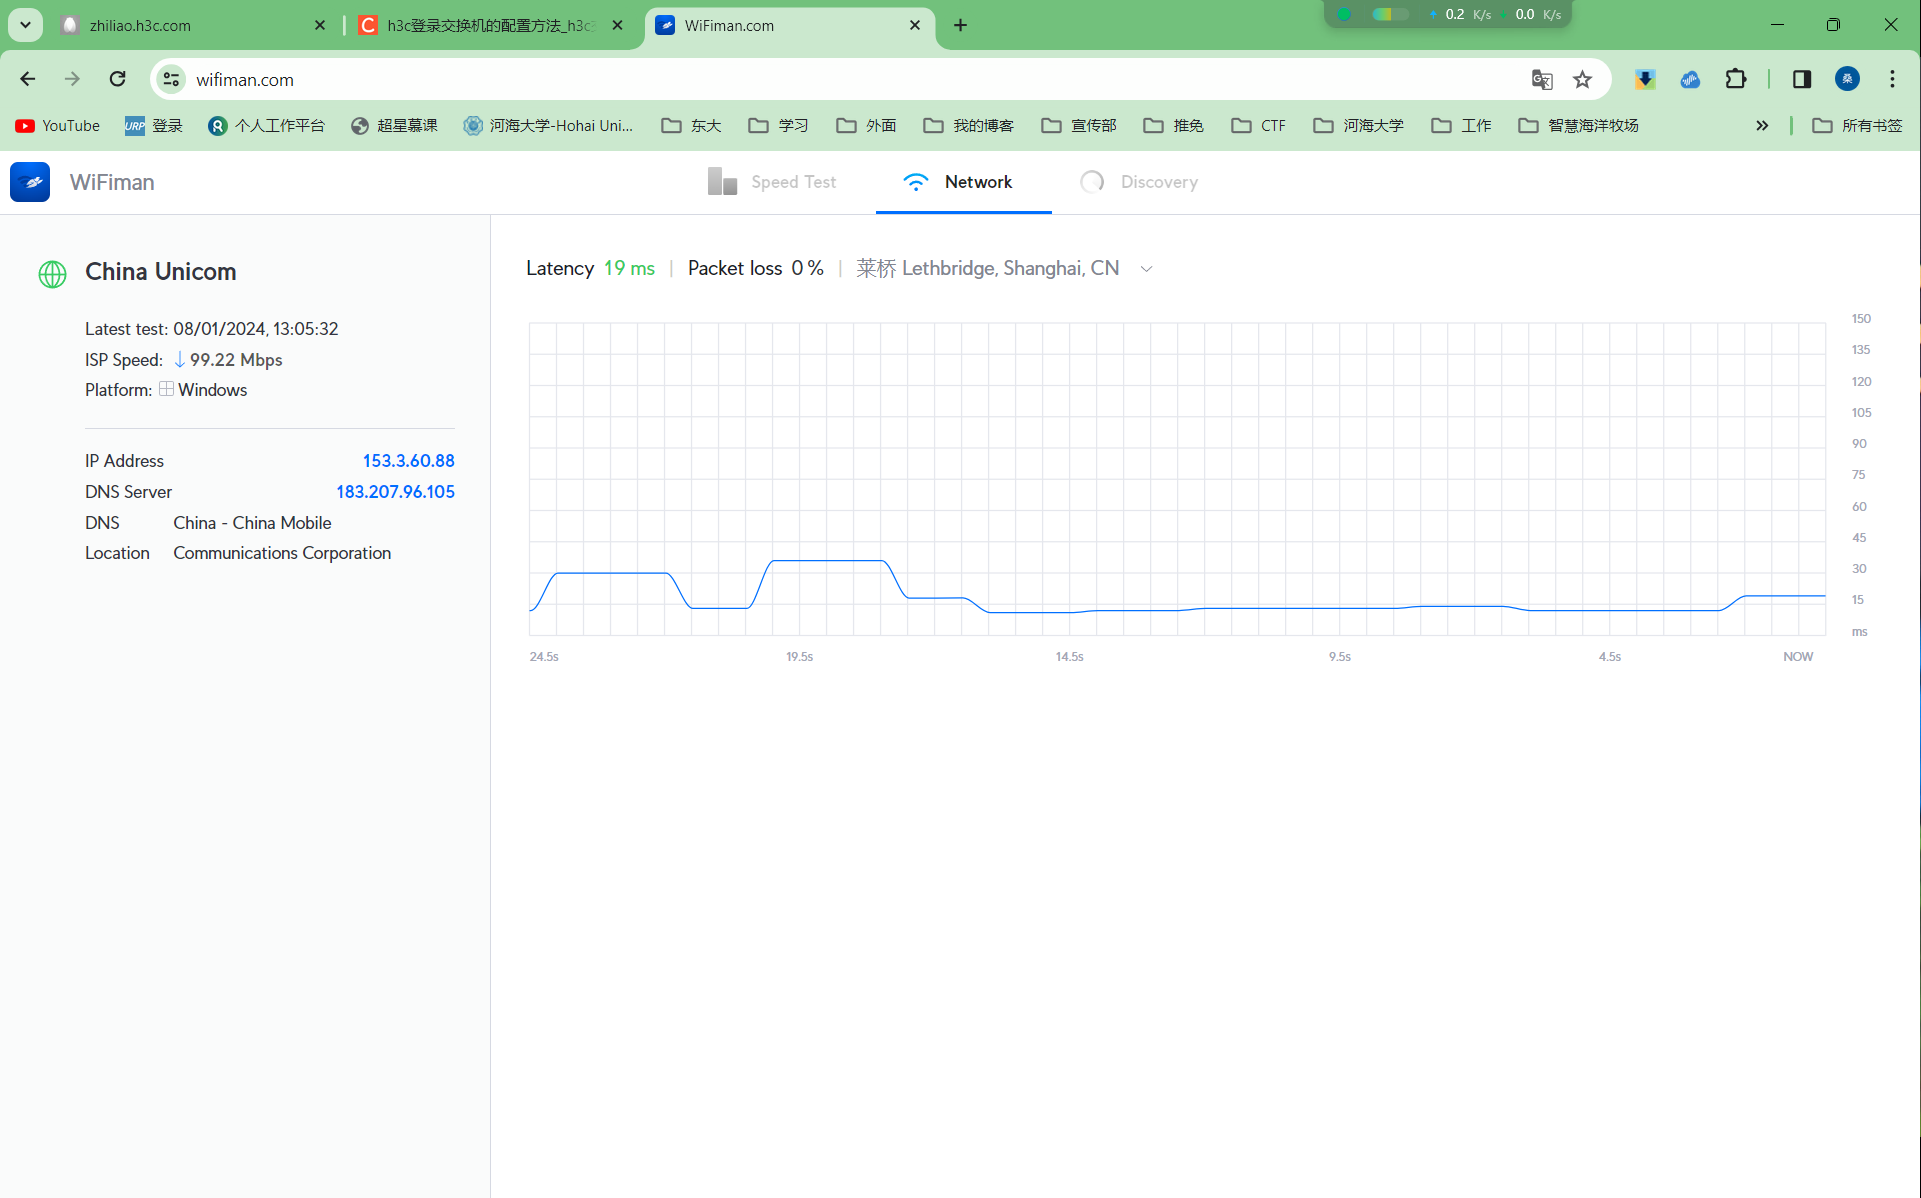 zhiliao.h3c.com
h3c登录交换机的配置方法_h3c
WiFiman.com
0.2 K/s 0.0 K/s
wifiman.com
桑
YouTube
URP 登录
个人工作平台
超星慕课
河海大学-Hohai Uni...
东大
学习
外面
我的博客
宣传部
推免
CTF
河海大学
工作
智慧海洋牧场
所有书签
WiFiman
Speed Test
Network
Discovery
China Unicom
Latest test: 08/01/2024, 13:05:32
ISP Speed: ↓ 99.22 Mbps
Platform: Windows
IP Address 153.3.60.88
DNS Server 183.207.96.105
DNS China - China Mobile
Location Communications Corporation
Latency 19 ms | Packet loss 0 % | 莱桥 Lethbridge, Shanghai, CN
150
135
120
105
90
75
60
45
30
15
ms
24.5s 19.5s 14.5s 9.5s 4.5s NOW